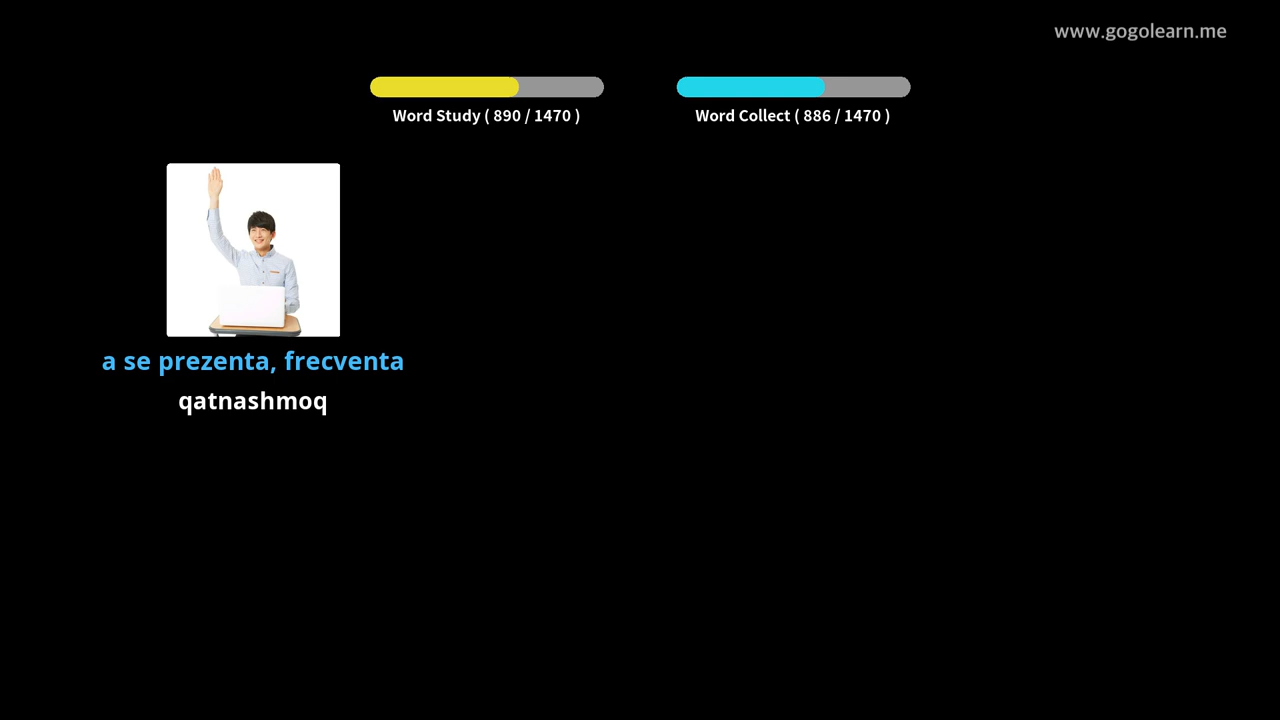 www.gogolearn.me
Word Study ( 890 / 1470 )
Word Collect ( 886 / 1470 )
a se prezenta, frecventa
qatnashmoq